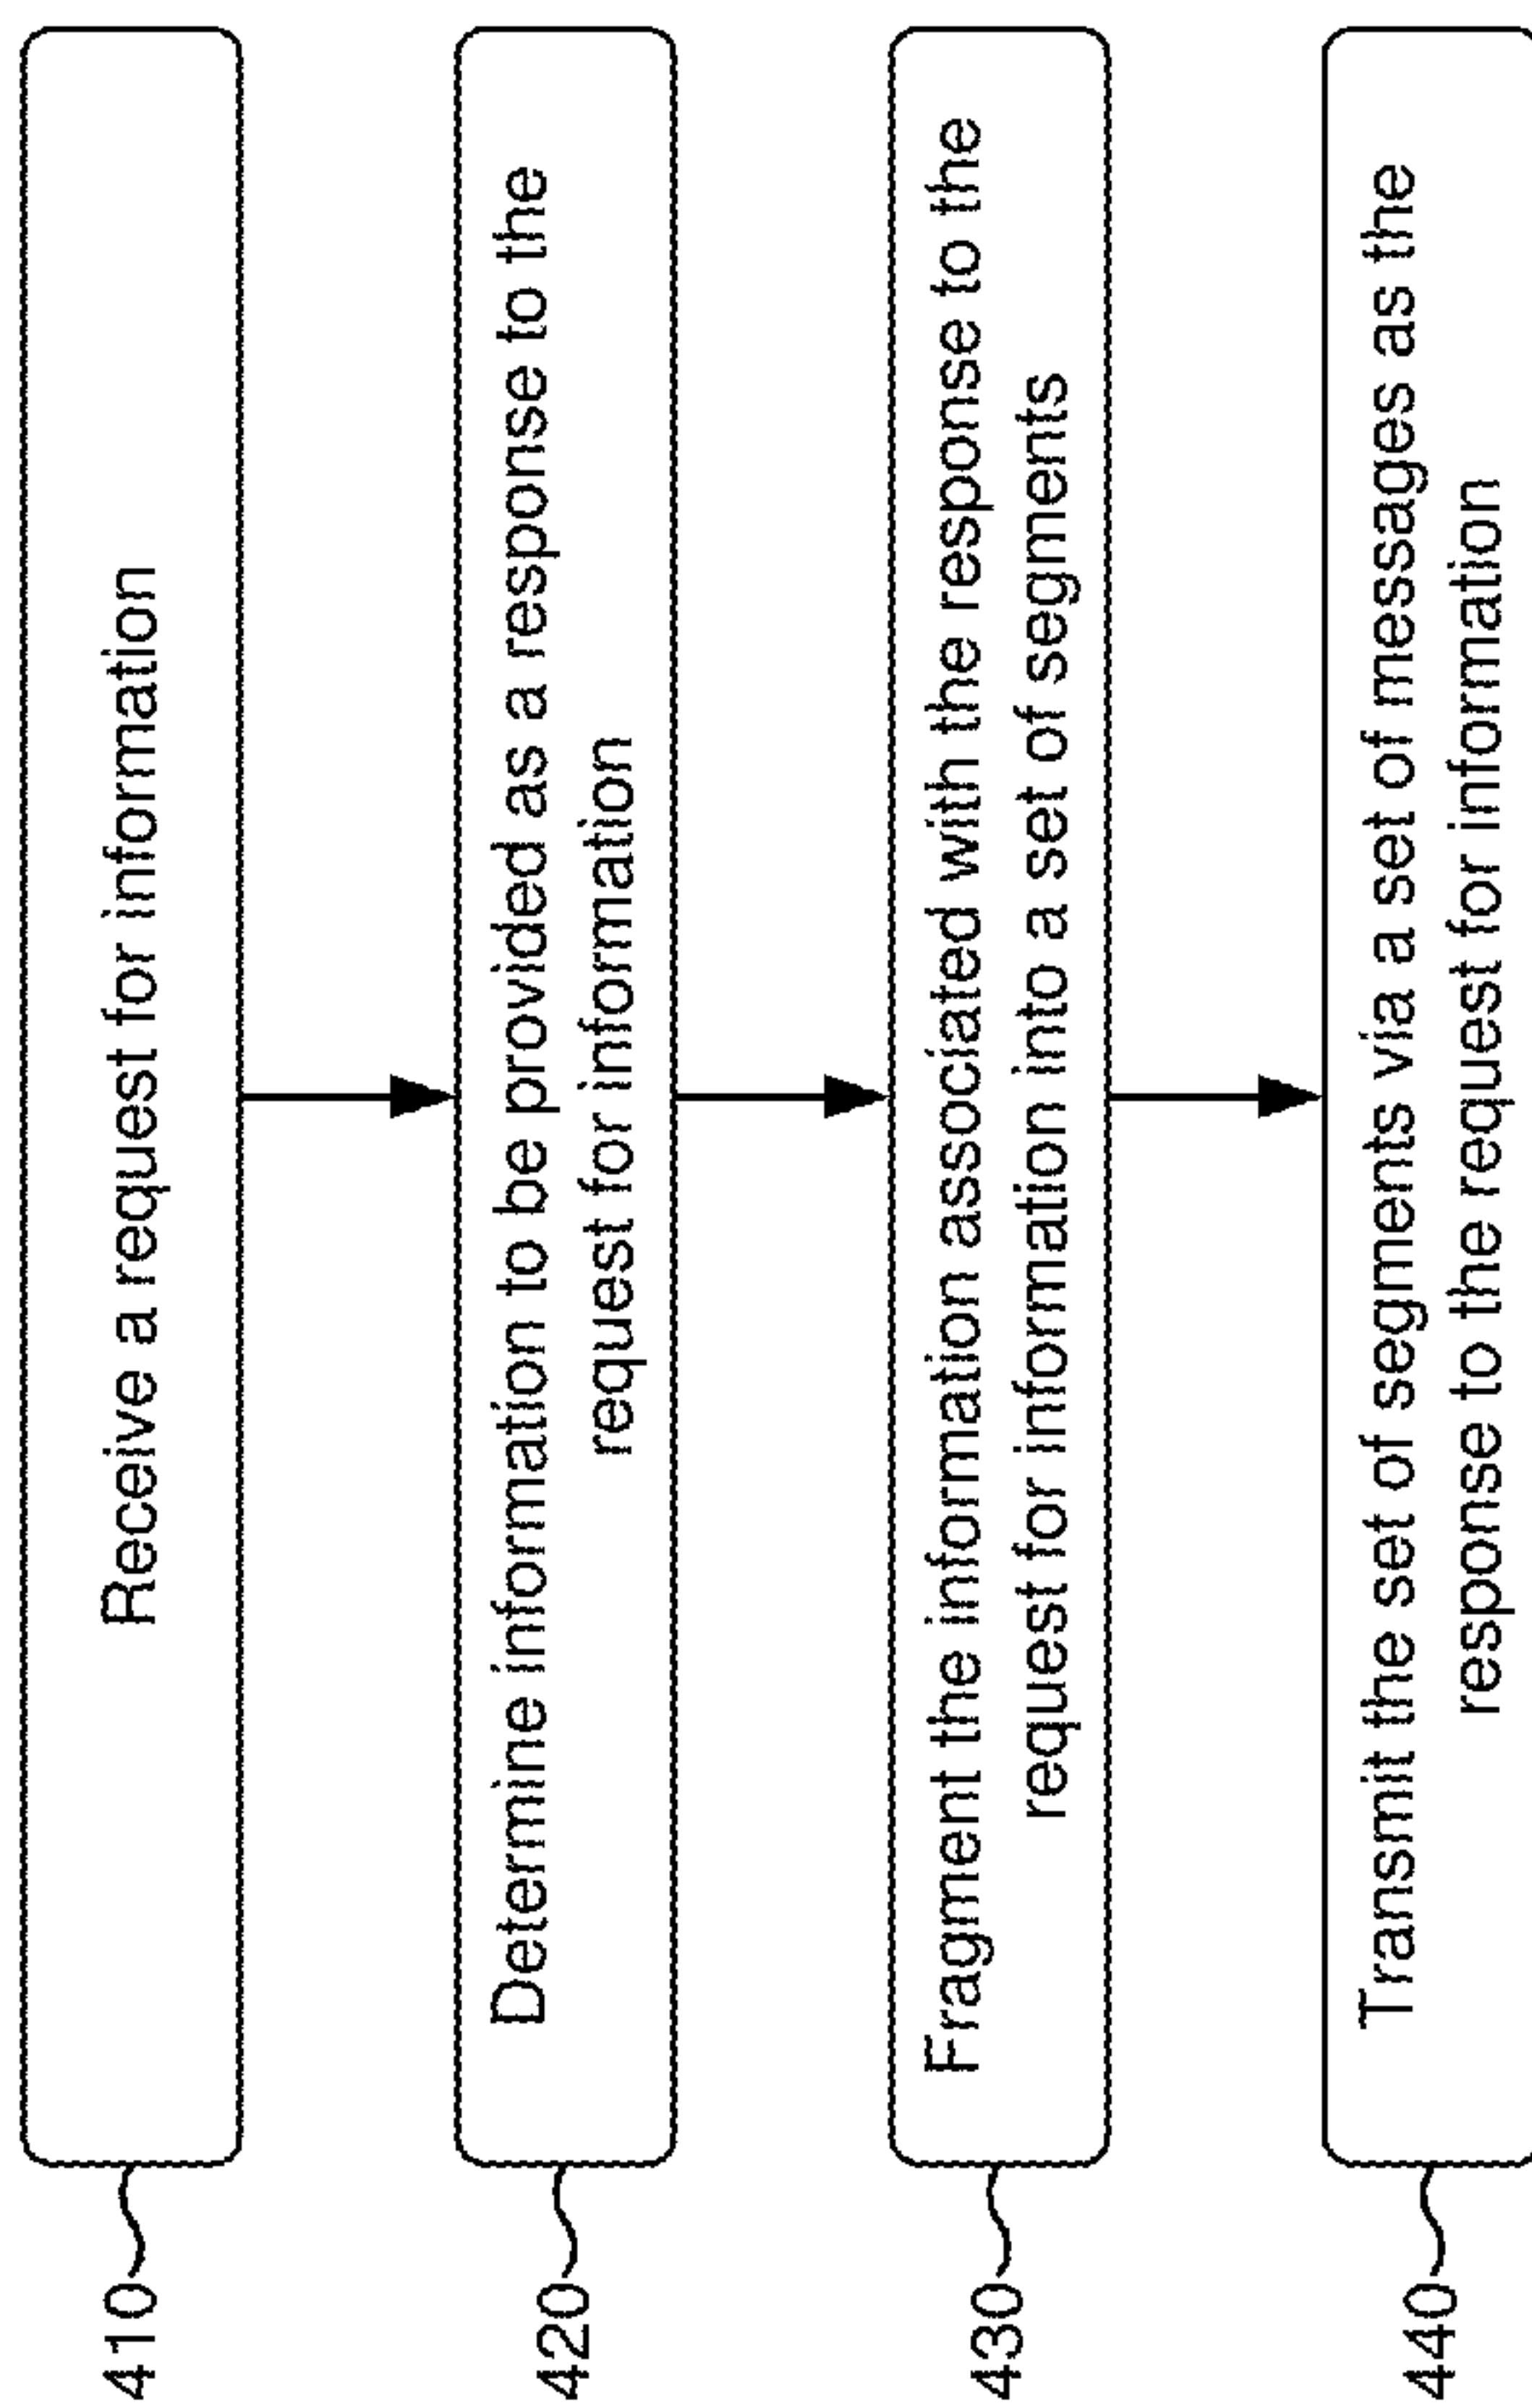 410
Receive a request for information
420
Determine information to be provided as a response to the
request for information
430
Fragment the information associated with the response to the
request for information into a set of segments
440
Transmit the set of segments via a set of messages as the
response to the request for information